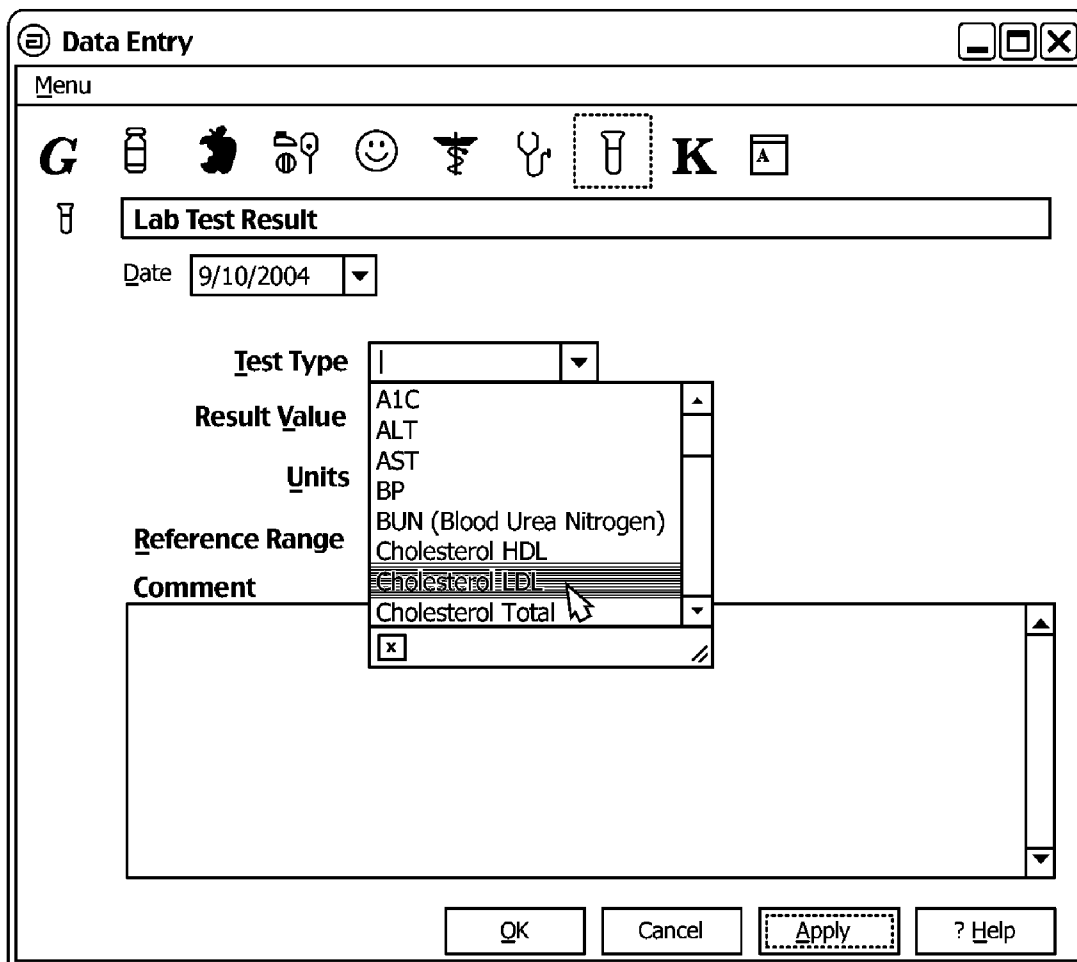 a Data Entry
Menu
G K A
Lab Test Result
Date 9/10/2004
Test Type
A1C
Result Value
ALT
AST
Units
BP
BUN (Blood Urea Nitrogen)
Reference Range
Cholesterol HDL
Comment
Cholesterol LDL
Cholesterol Total
x
OK Cancel Apply ? Help